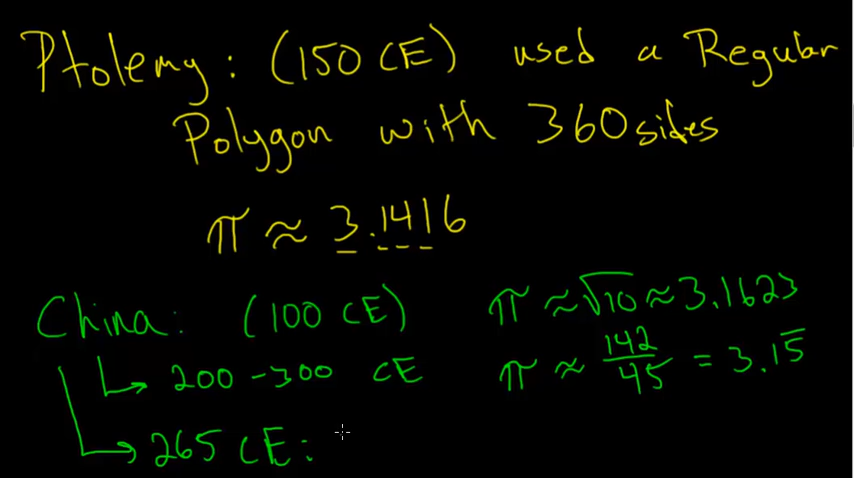 Ptolemy: (150 CE) used a Regular
Polygon with 360 sides
π ≈ 3.1416
China: (100 CE) π ≈ √10 ≈ 3.1623
200-300 CE π ≈ 142/45 = 3.15̅
265 CE: